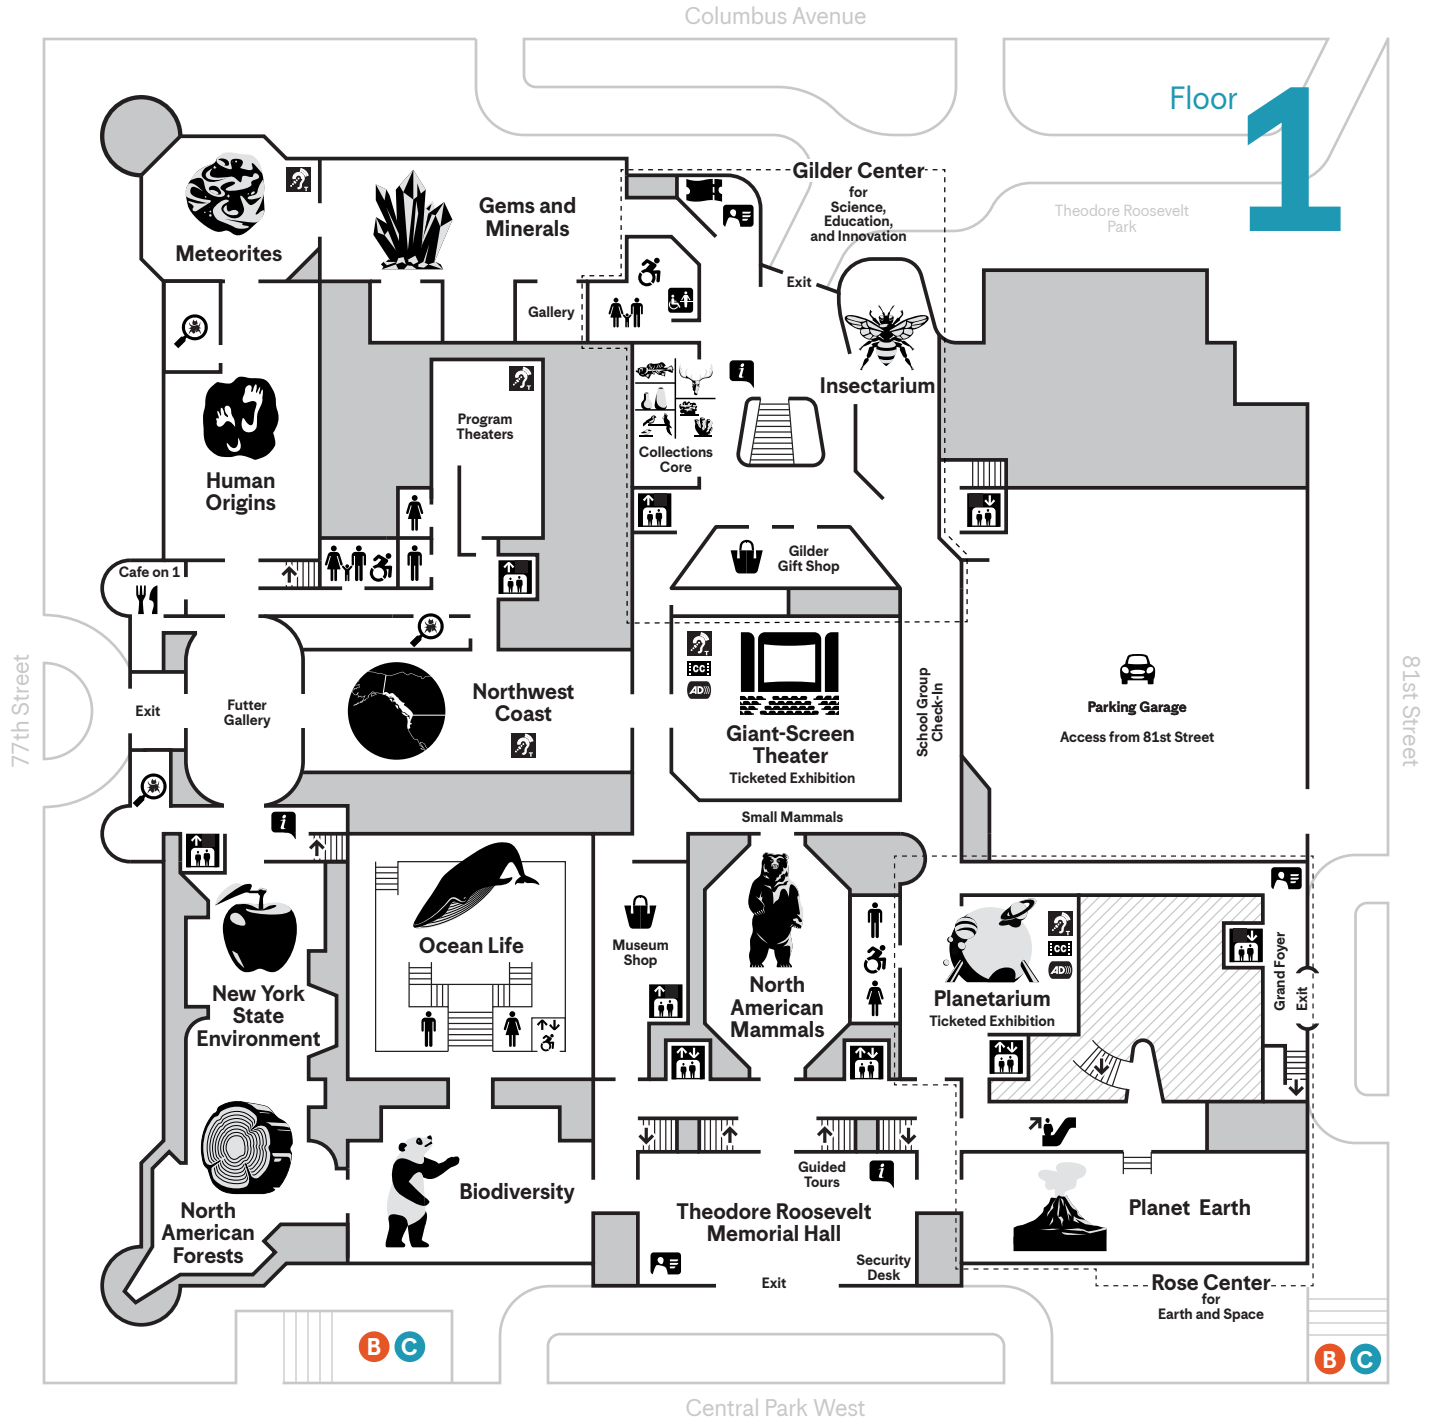 Columbus Avenue
Floor
1
Gilder Center
for
Science,
Education,
and Innovation
Theodore Roosevelt
Park
Gems and
Minerals
Meteorites
Exit
Gallery
i
Insectarium
Program
Theaters
Collections
Core
Human
Origins
Cafe on 1
Gilder
Gift Shop
CC
AD
77th Street
81st Street
Exit
Futter
Gallery
Northwest
Coast
School Group
Check-In
Giant-Screen
Theater
Ticketed Exhibition
Parking Garage
Access from 81st Street
Small Mammals
i
Ocean Life
Museum
Shop
North
American
Mammals
CC
AD
Planetarium
Ticketed Exhibition
Grand Foyer
Exit
New York
State
Environment
North
American
Forests
Biodiversity
Guided
Tours
i
Theodore Roosevelt
Memorial Hall
Security
Desk
Exit
Planet Earth
Rose Center
for
Earth and Space
B C
B C
Central Park West